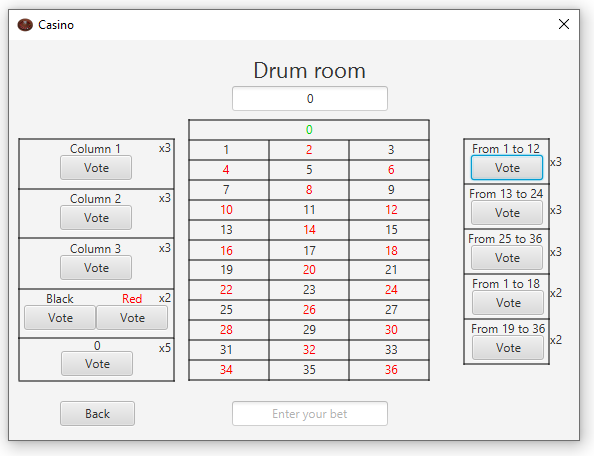 Casino
Drum room
0
0
1 2 3
4 5 6
7 8 9
10 11 12
13 14 15
16 17 18
19 20 21
22 23 24
25 26 27
28 29 30
31 32 33
34 35 36
Column 1 x3
Vote
Column 2 x3
Vote
Column 3 x3
Vote
Black Red x2
Vote Vote
0 x5
Vote
From 1 to 12
Vote x3
From 13 to 24
Vote x3
From 25 to 36
Vote x3
From 1 to 18
Vote x2
From 19 to 36
Vote x2
Back
Enter your bet